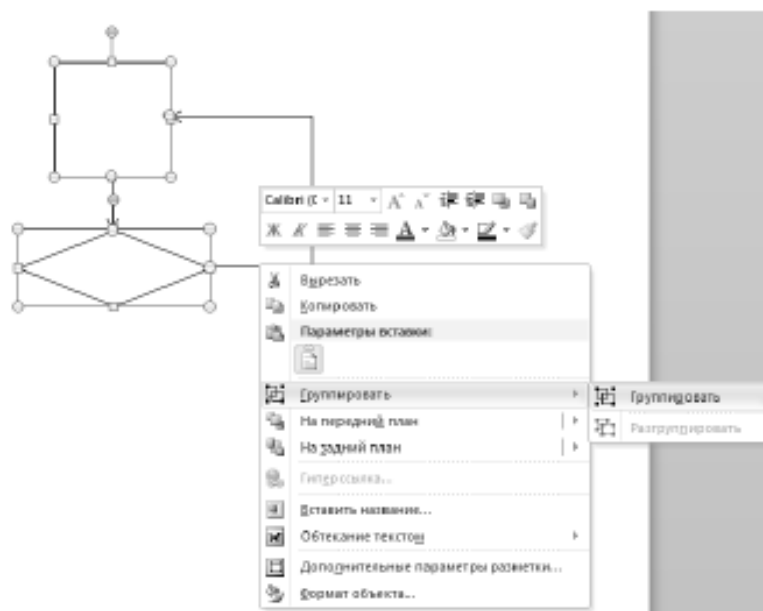 Calibri (С 11
Ж К
Вырезать
Копировать
Параметры вставки:
Группировать
Группировать
На передний план
Разгруппировать
На задний план
Гиперссылка...
Вставить название...
Обтекание текстом
Дополнительные параметры разметки...
Формат объекта...